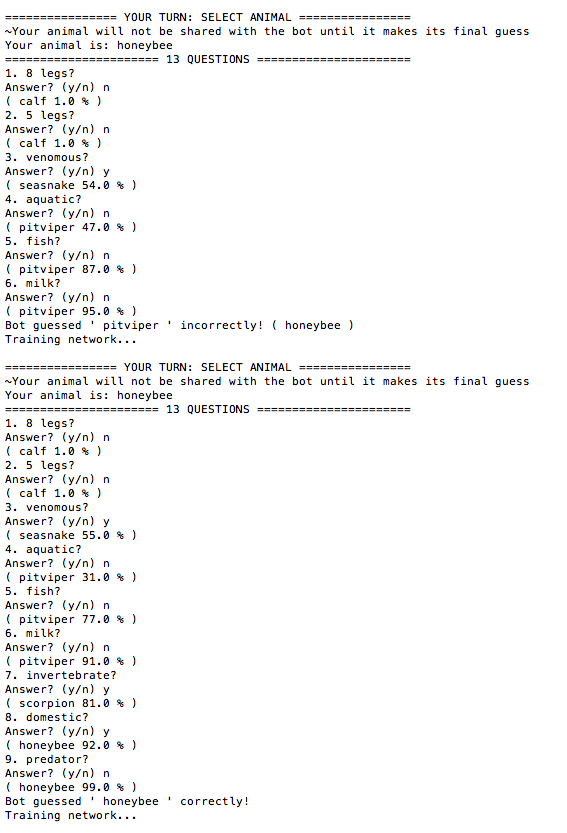 ================ YOUR TURN: SELECT ANIMAL ================
~Your animal will not be shared with the bot until it makes its final guess
Your animal is: honeybee
====================== 13 QUESTIONS ======================
1. 8 legs?
Answer? (y/n) n
( calf 1.0 % )
2. 5 legs?
Answer? (y/n) n
( calf 1.0 % )
3. venomous?
Answer? (y/n) y
( seasnake 54.0 % )
4. aquatic?
Answer? (y/n) n
( pitviper 47.0 % )
5. fish?
Answer? (y/n) n
( pitviper 87.0 % )
6. milk?
Answer? (y/n) n
( pitviper 95.0 % )
Bot guessed ' pitviper ' incorrectly! ( honeybee )
Training network...

================ YOUR TURN: SELECT ANIMAL ================
~Your animal will not be shared with the bot until it makes its final guess
Your animal is: honeybee
====================== 13 QUESTIONS ======================
1. 8 legs?
Answer? (y/n) n
( calf 1.0 % )
2. 5 legs?
Answer? (y/n) n
( calf 1.0 % )
3. venomous?
Answer? (y/n) y
( seasnake 55.0 % )
4. aquatic?
Answer? (y/n) n
( pitviper 31.0 % )
5. fish?
Answer? (y/n) n
( pitviper 77.0 % )
6. milk?
Answer? (y/n) n
( pitviper 91.0 % )
7. invertebrate?
Answer? (y/n) y
( scorpion 81.0 % )
8. domestic?
Answer? (y/n) y
( honeybee 92.0 % )
9. predator?
Answer? (y/n) n
( honeybee 99.0 % )
Bot guessed ' honeybee ' correctly!
Training network...